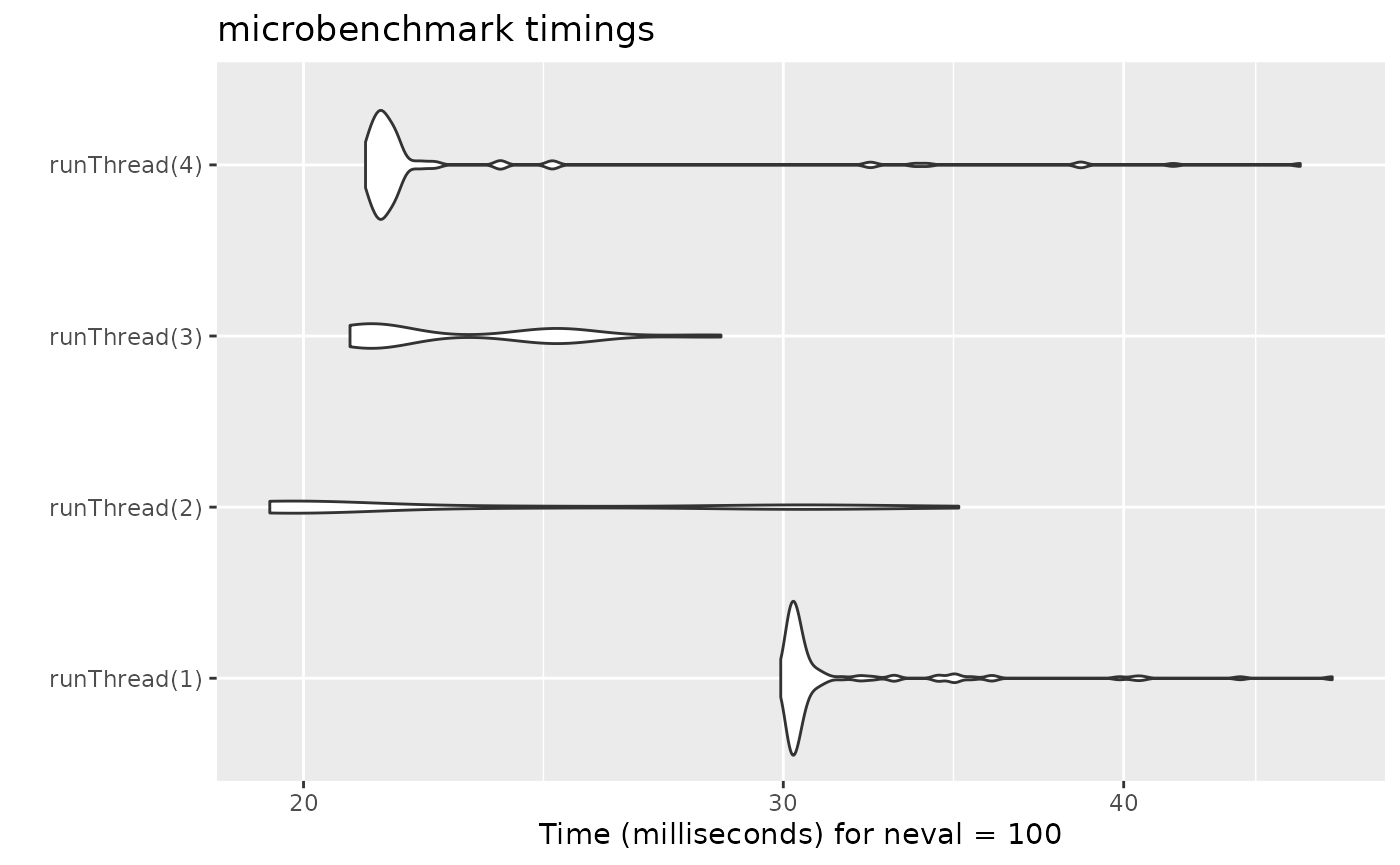 microbenchmark timings
runThread(4)
runThread(3)
runThread(2)
runThread(1)
20 30 40
Time (milliseconds) for neval = 100